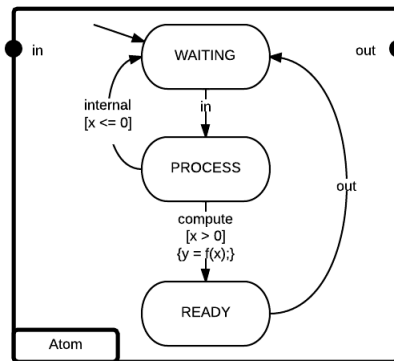 in
WAITING
out
internal
[x <= 0]
in
PROCESS
compute
[x > 0]
{y = f(x);}
out
READY
Atom